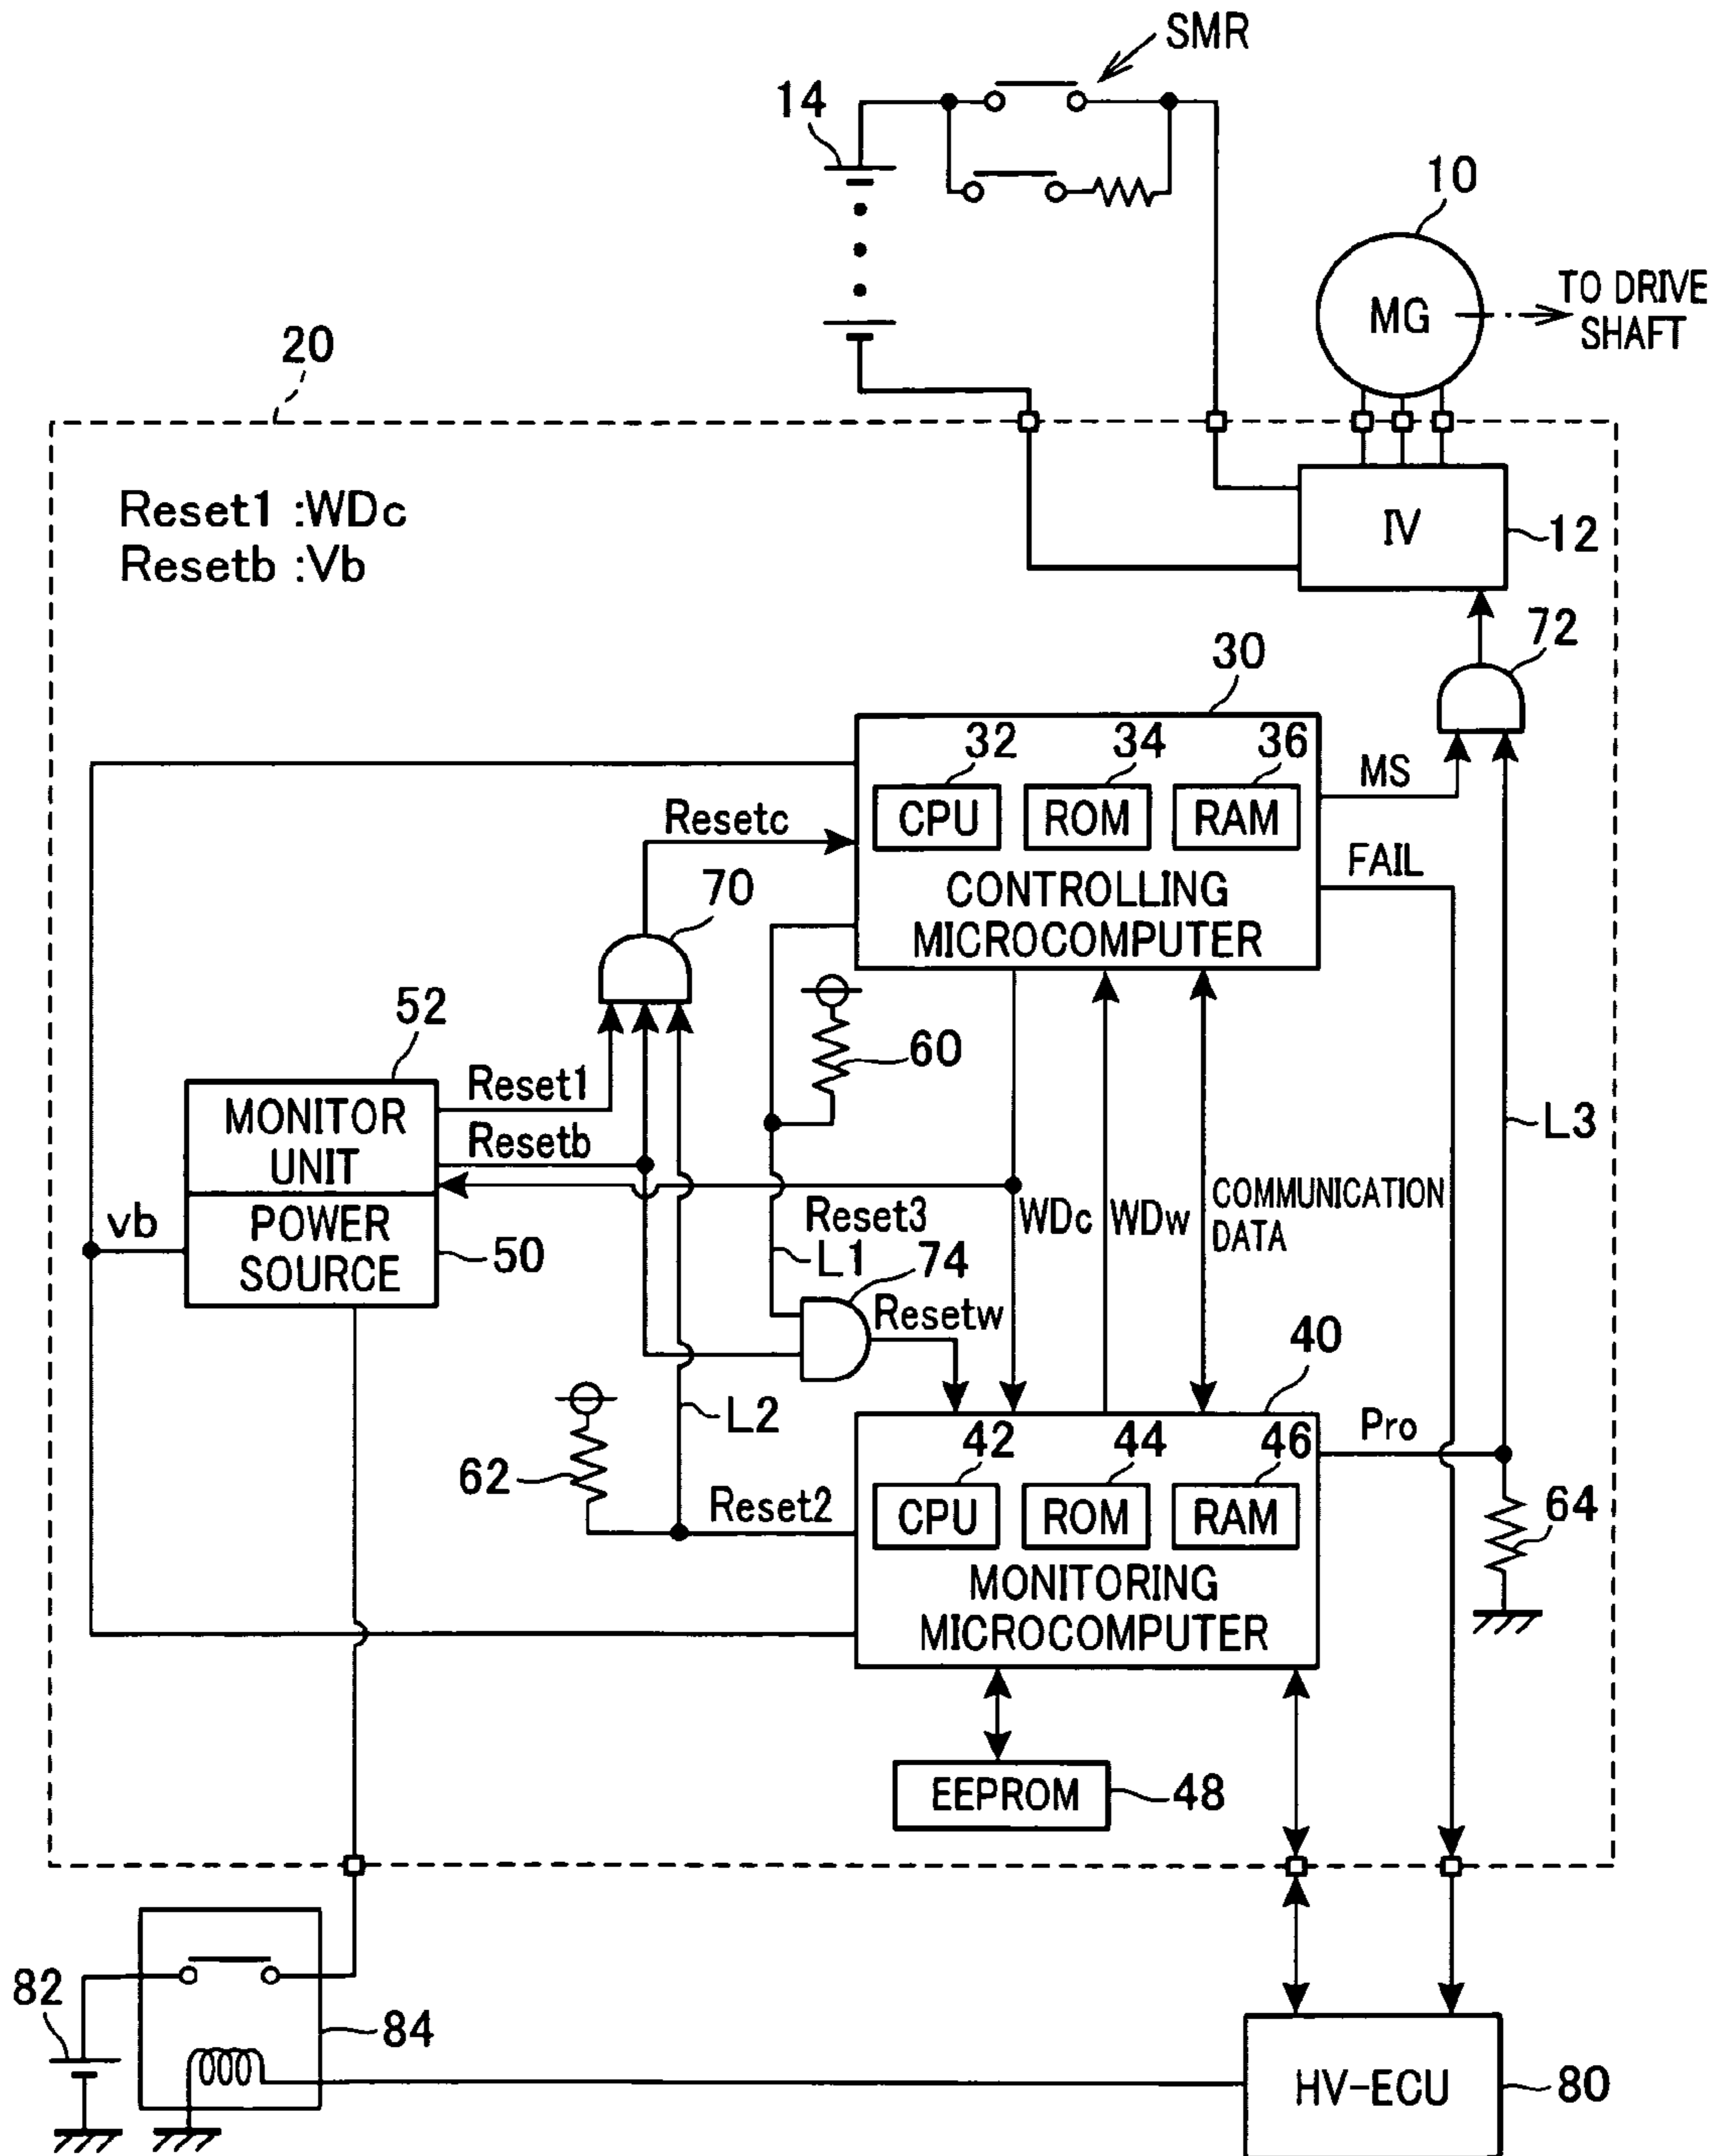 SMR
14
10
MG
TO DRIVE
SHAFT
20
Reset1 :WDc
Resetb :Vb
IV
12
72
30
32
34
36
CPU
ROM
RAM
CONTROLLING
MICROCOMPUTER
MS
FAIL
Resetc
70
52
60
MONITOR
UNIT
Reset1
Resetb
L3
vb
POWER
SOURCE
50
Reset3
L1
WDc
WDw
COMMUNICATION
DATA
74
Resetw
40
L2
Pro
42
44
46
62
Reset2
CPU
ROM
RAM
64
MONITORING
MICROCOMPUTER
EEPROM
48
82
84
HV-ECU
80